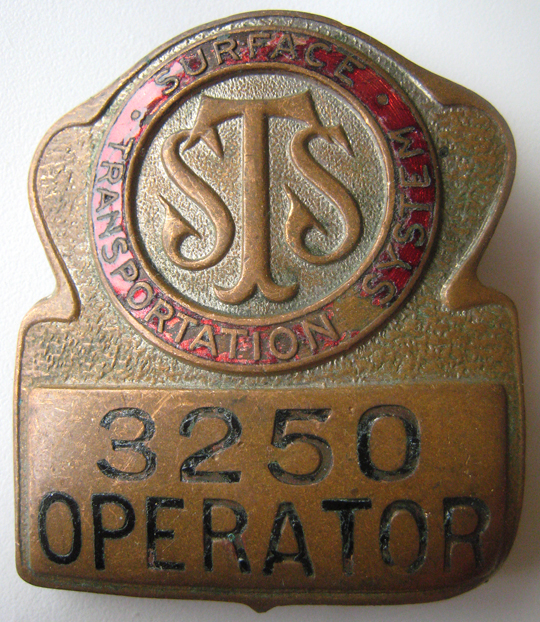 SURFACE · TRANSPORTATION SYSTEM ·
STS
3250
OPERATOR